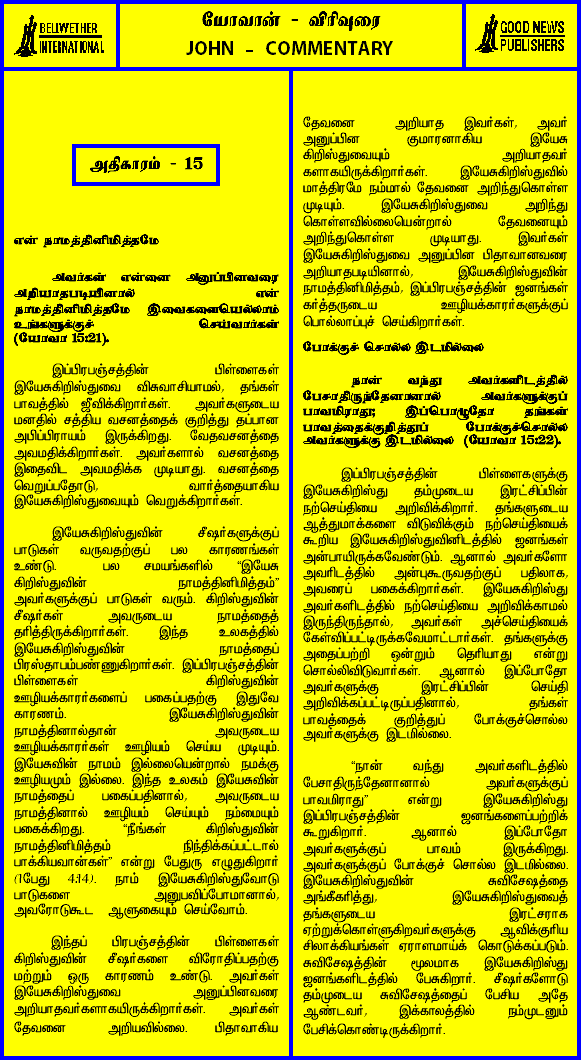 BELWETHER
INTERNATIONAL
யோவான் - விரிவுரை
JOHN - COMMENTARY
GOOD NEWS
PUBLISHERS
அதிகாரம் - 15
என் நாமத்தினிமித்தமே
அவர்கள் என்னை அனுப்பினவரை
அறியாதபடியினால் என்
நாமத்தினிமித்தமே இவைகளையெல்லாம்
உங்களுக்குச் செய்வார்கள்
(யோவா 15:21).
இப்பிரபஞ்சத்தின் பிள்ளைகள்
இயேசுகிறிஸ்துவை விசுவாசியாமல், தங்கள்
பாவத்தில் ஜீவிக்கிறார்கள். அவர்களுடைய
மனதில் சத்திய வசனத்தைக் குறித்து தப்பான
அபிப்பிராயம் இருக்கிறது. வேதவசனத்தை
அவமதிக்கிறார்கள். அவர்களால் வசனத்தை
இதைவிட அவமதிக்க முடியாது. வசனத்தை
வெறுப்பதோடு, வார்த்தையாகிய
இயேசுகிறிஸ்துவையும் வெறுக்கிறார்கள்.
இயேசுகிறிஸ்துவின் சீஷர்களுக்குப்
பாடுகள் வருவதற்குப் பல காரணங்கள்
உண்டு. பல சமயங்களில் “இயேசு
கிறிஸ்துவின் நாமத்தினிமித்தம்”
அவர்களுக்குப் பாடுகள் வரும். கிறிஸ்துவின்
சீஷர்கள் அவருடைய நாமத்தைத்
தரித்திருக்கிறார்கள். இந்த உலகத்தில்
இயேசுகிறிஸ்துவின் நாமத்தைப்
பிரஸ்தாபம்பண்ணுகிறார்கள். இப்பிரபஞ்சத்தின்
பிள்ளைகள் கிறிஸ்துவின்
ஊழியக்காரர்களைப் பகைப்பதற்கு இதுவே
காரணம். இயேசுகிறிஸ்துவின்
நாமத்தினால்தான் அவருடைய
ஊழியக்காரர்கள் ஊழியம் செய்ய முடியும்.
இயேசுவின் நாமம் இல்லையென்றால் நமக்கு
ஊழியமும் இல்லை. இந்த உலகம் இயேசுவின்
நாமத்தைப் பகைப்பதினால், அவருடைய
நாமத்தினால் ஊழியம் செய்யும் நம்மையும்
பகைக்கிறது. “நீங்கள் கிறிஸ்துவின்
நாமத்தினிமித்தம் நிந்திக்கப்பட்டால்
பாக்கியவான்கள்” என்று பேதுரு எழுதுகிறார்
(1பேது 4:14). நாம் இயேசுகிறிஸ்துவோடு
பாடுகளை அனுபவிப்போமானால்,
அவரோடுகூட ஆளுகையும் செய்வோம்.
இந்தப் பிரபஞ்சத்தின் பிள்ளைகள்
கிறிஸ்துவின் சீஷர்களை விரோதிப்பதற்கு
மற்றும் ஒரு காரணம் உண்டு. அவர்கள்
இயேசுகிறிஸ்துவை அனுப்பினவரை
அறியாதவர்களாகயிருக்கிறார்கள். அவர்கள்
தேவனை அறியவில்லை. பிதாவாகிய
தேவனை அறியாத இவர்கள், அவர்
அனுப்பின குமாரனாகிய இயேசு
கிறிஸ்துவையும் அறியாதவர்
களாகயிருக்கிறார்கள். இயேசுகிறிஸ்துவில்
மாத்திரமே நம்மால் தேவனை அறிந்துகொள்ள
முடியும். இயேசுகிறிஸ்துவை அறிந்து
கொள்ளவில்லையென்றால் தேவனையும்
அறிந்துகொள்ள முடியாது. இவர்கள்
இயேசுகிறிஸ்துவை அனுப்பின பிதாவானவரை
அறியாதபடியினால், இயேசுகிறிஸ்துவின்
நாமத்தினிமித்தம், இப்பிரபஞ்சத்தின் ஜனங்கள்
கர்த்தருடைய ஊழியக்காரர்களுக்குப்
பொல்லாப்புச் செய்கிறார்கள்.
போக்குச் சொல்ல இடமில்லை
நான் வந்து அவர்களிடத்தில்
பேசாதிருந்தேனானால் அவர்களுக்குப்
பாவமிராது; இப்பொழுதோ தங்கள்
பாவத்தைக்குறித்துப் போக்குச்சொல்ல
அவர்களுக்கு இடமில்லை (யோவா 15:22).
இப்பிரபஞ்சத்தின் பிள்ளைகளுக்கு
இயேசுகிறிஸ்து தம்முடைய இரட்சிப்பின்
நற்செய்தியை அறிவிக்கிறார். தங்களுடைய
ஆத்துமாக்களை விடுவிக்கும் நற்செய்தியைக்
கூறிய இயேசுகிறிஸ்துவினிடத்தில் ஜனங்கள்
அன்பாயிருக்கவேண்டும். ஆனால் அவர்களோ
அவரிடத்தில் அன்புகூருவதற்குப் பதிலாக,
அவரைப் பகைக்கிறார்கள். இயேசுகிறிஸ்து
அவர்களிடத்தில் நற்செய்தியை அறிவிக்காமல்
இருந்திருந்தால், அவர்கள் அச்செய்தியைக்
கேள்விப்பட்டிருக்கவேமாட்டார்கள். தங்களுக்கு
அதைப்பற்றி ஒன்றும் தெரியாது என்று
சொல்லிவிடுவார்கள். ஆனால் இப்போதோ
அவர்களுக்கு இரட்சிப்பின் செய்தி
அறிவிக்கப்பட்டிருப்பதினால், தங்கள்
பாவத்தைக் குறித்துப் போக்குச்சொல்ல
அவர்களுக்கு இடமில்லை.
“நான் வந்து அவர்களிடத்தில்
பேசாதிருந்தேனானால் அவர்களுக்குப்
பாவமிராது” என்று இயேசுகிறிஸ்து
இப்பிரபஞ்சத்தின் ஜனங்களைப்பற்றிக்
கூறுகிறார். ஆனால் இப்போதோ
அவர்களுக்குப் பாவம் இருக்கிறது.
அவர்களுக்குப் போக்குச் சொல்ல இடமில்லை.
இயேசுகிறிஸ்துவின் சுவிசேஷத்தை
அங்கீகரித்து, இயேசுகிறிஸ்துவைத்
தங்களுடைய இரட்சராக
ஏற்றுக்கொள்ளுகிறவர்களுக்கு ஆவிக்குரிய
சிலாக்கியங்கள் ஏராளமாய்க் கொடுக்கப்படும்.
சுவிசேஷத்தின் மூலமாக இயேசுகிறிஸ்து
ஜனங்களிடத்தில் பேசுகிறார். சீஷர்களோடு
தம்முடைய சுவிசேஷத்தைப் பேசிய அதே
ஆண்டவர், இக்காலத்தில் நம்முடனும்
பேசிக்கொண்டிருக்கிறார்.